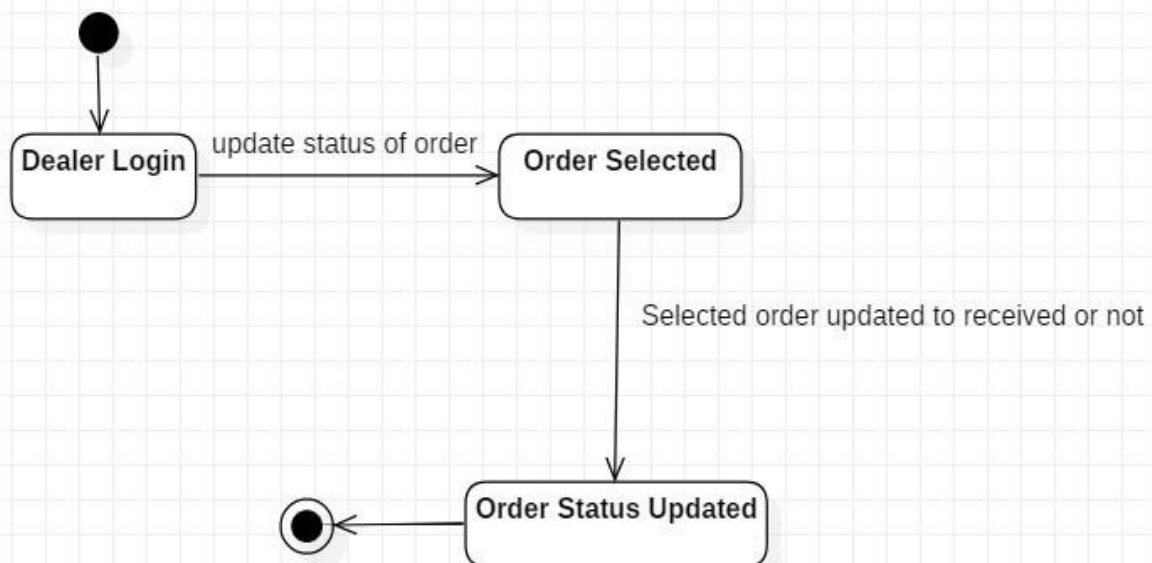 Dealer Login
update status of order
Order Selected
Selected order updated to received or not
Order Status Updated